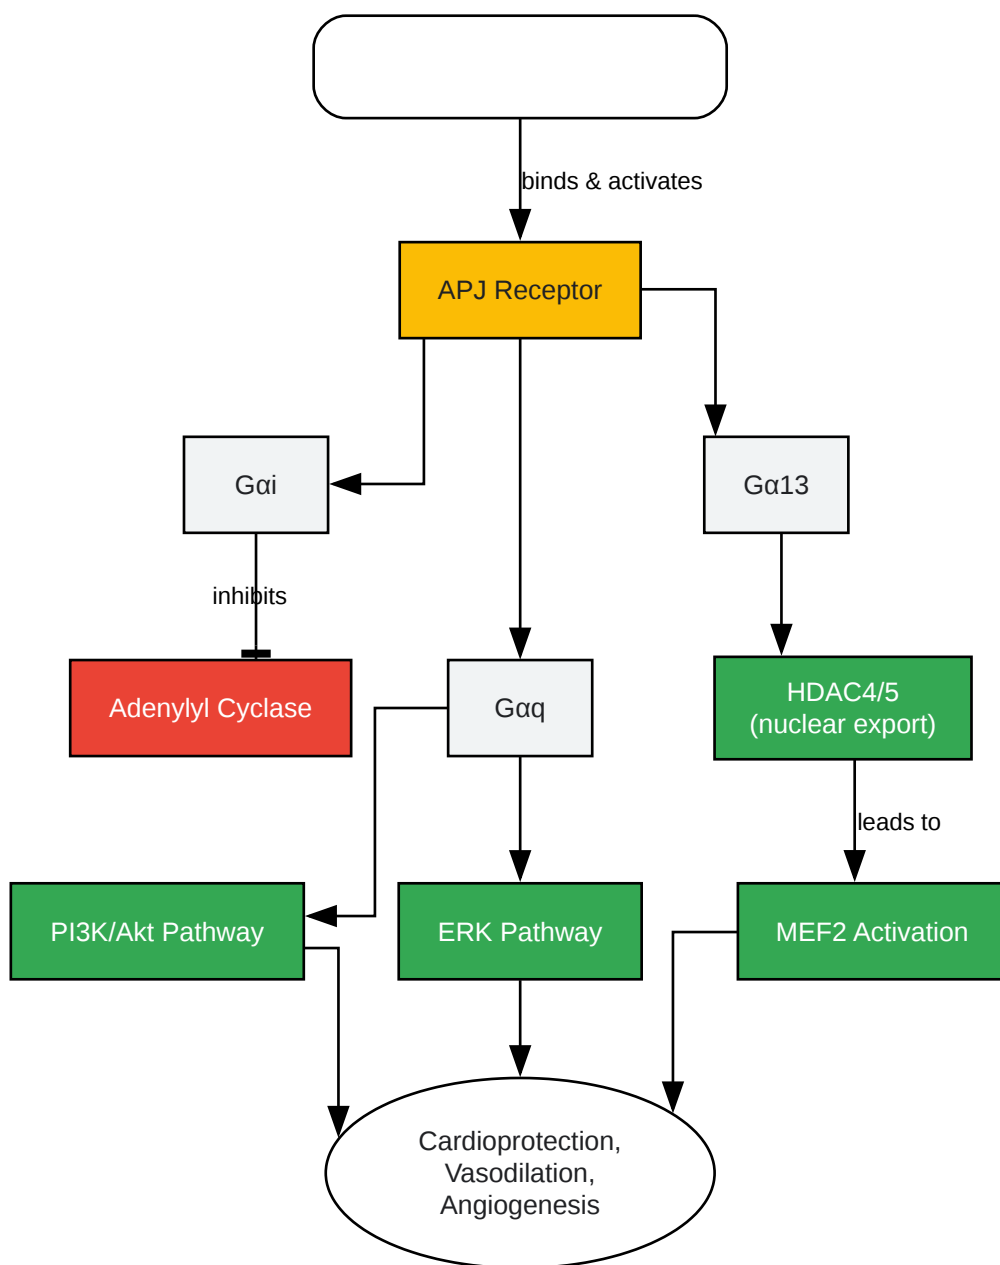 binds & activates
APJ Receptor
Gαi
Gα13
inhibits
Adenylyl Cyclase
Gαq
HDAC4/5
(nuclear export)
leads to
PI3K/Akt Pathway
ERK Pathway
MEF2 Activation
Cardioprotection,
Vasodilation,
Angiogenesis